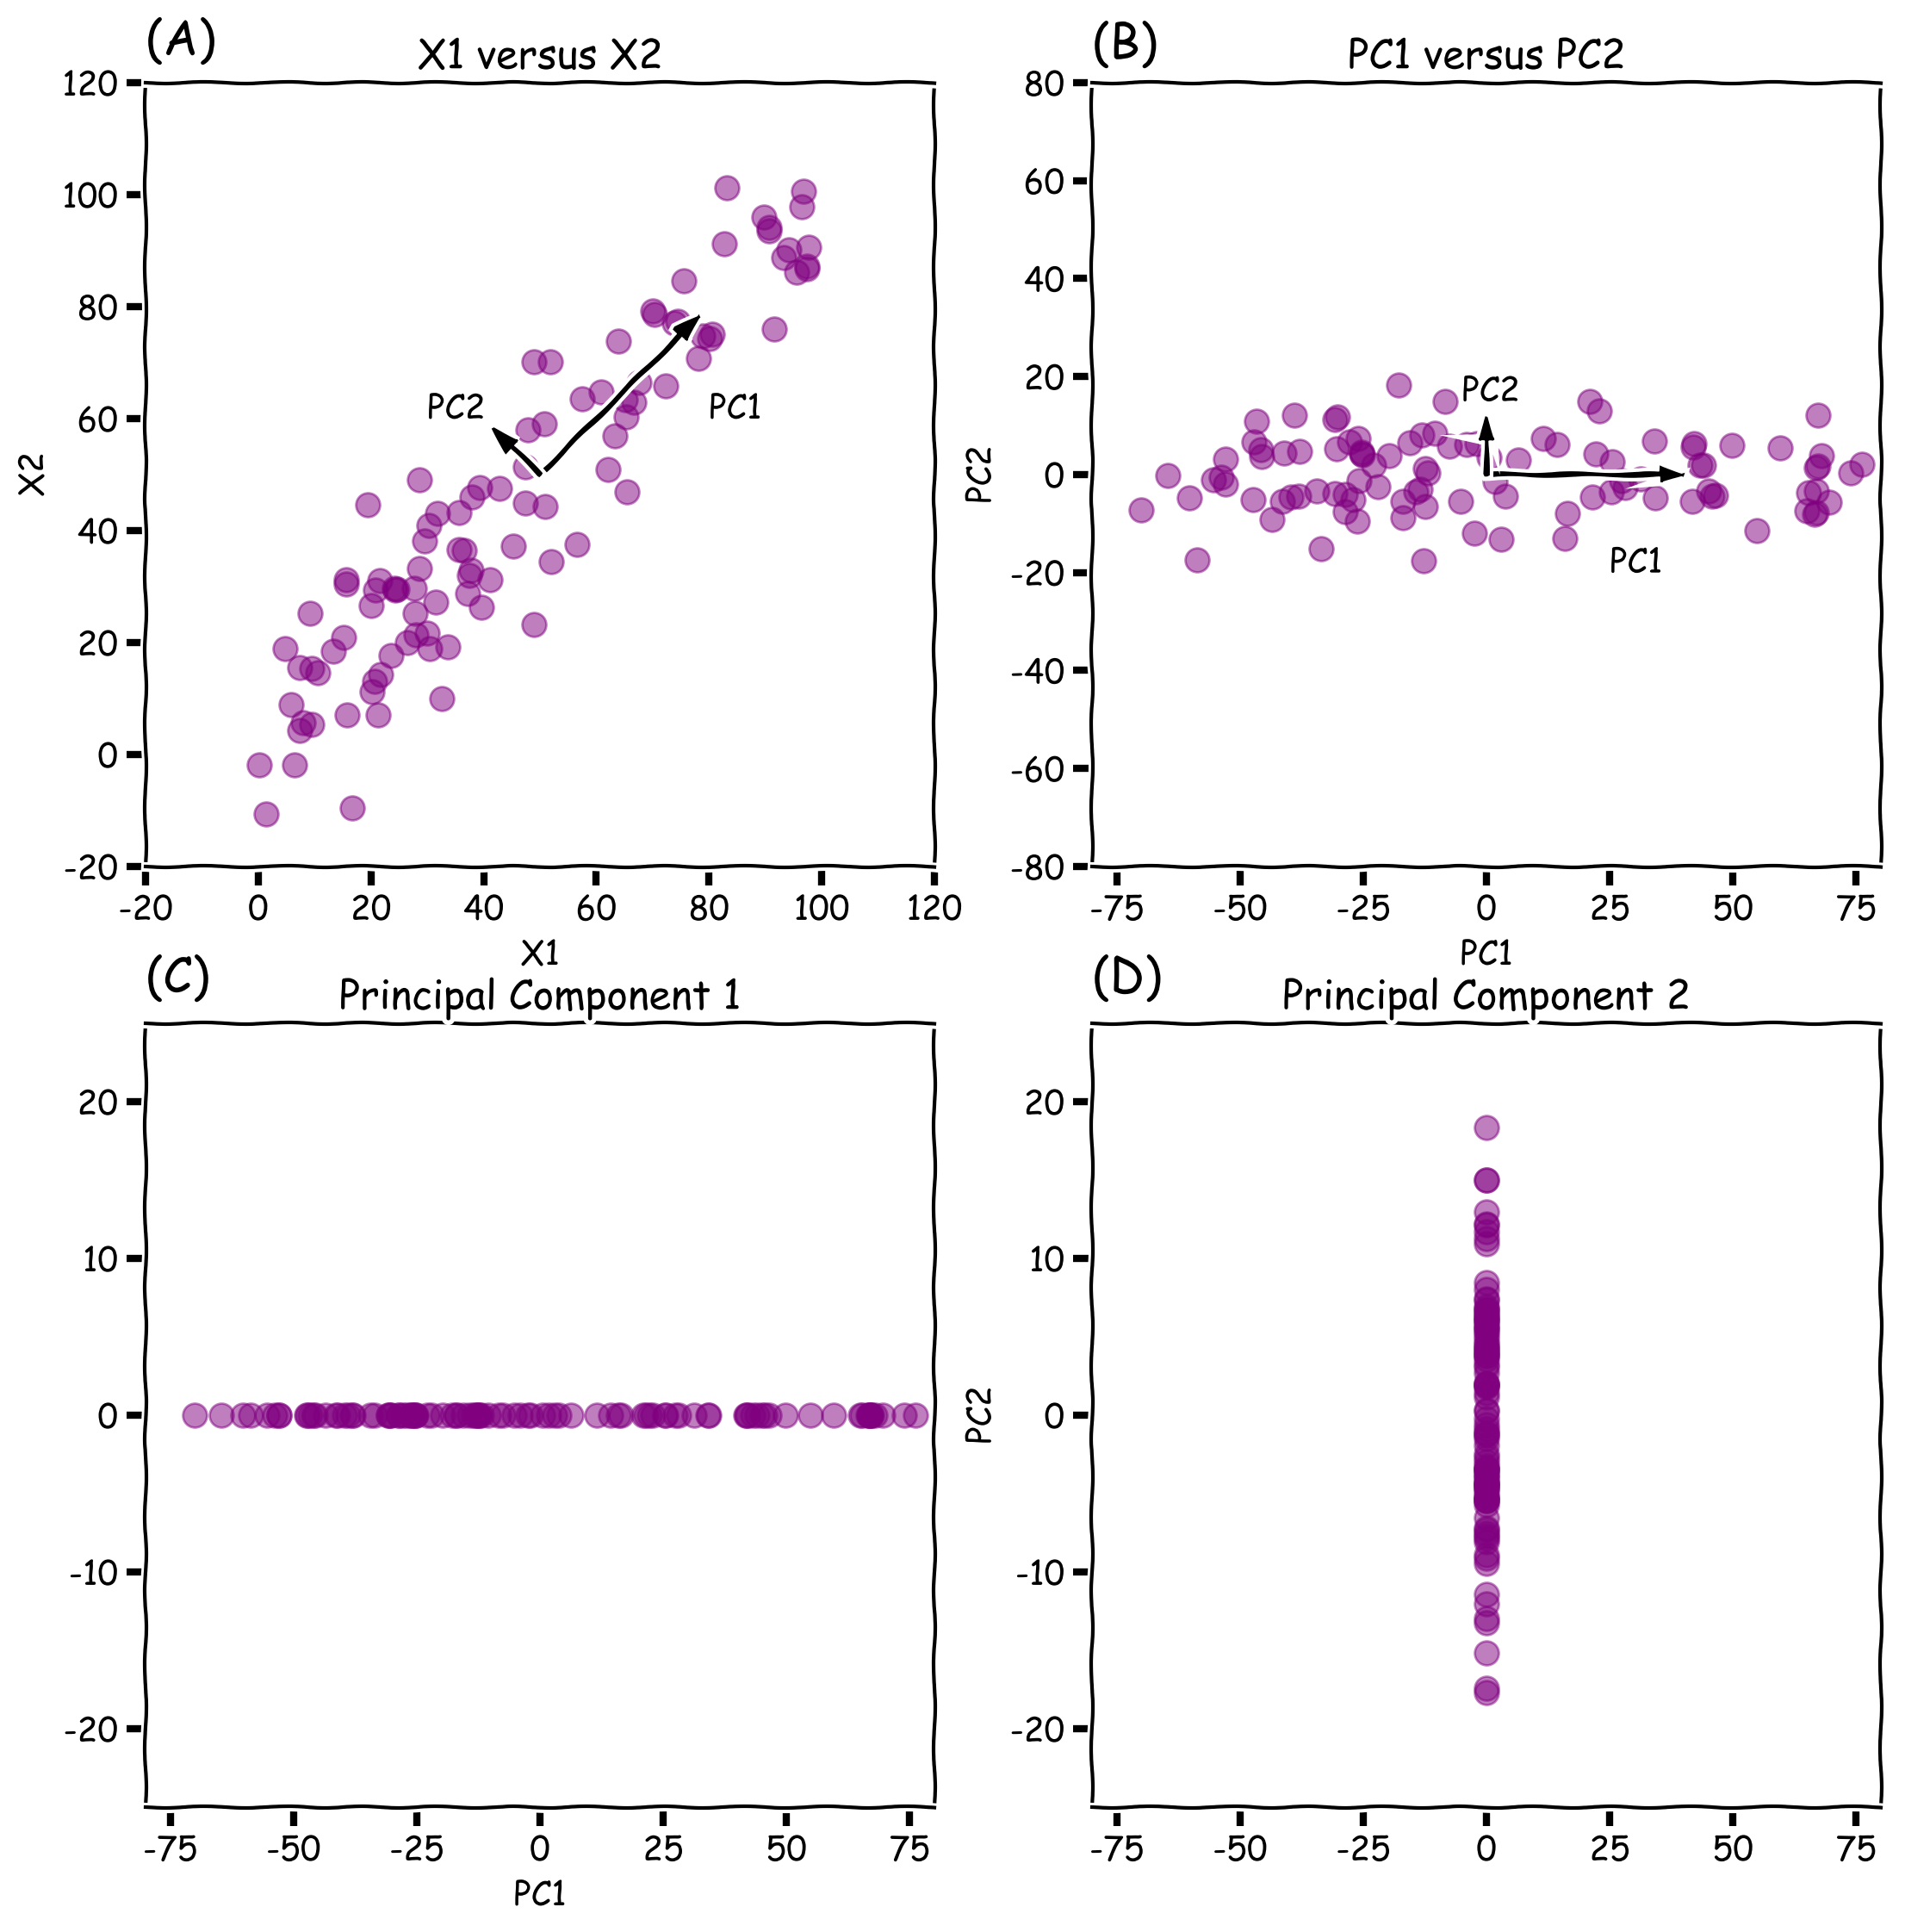 (A)
X1 versus X2
120
100
80
60
40
20
0
-20
X2
PC2
PC1
-20 0 20 40 60 80 100 120
X1
(B)
PC1 versus PC2
80
60
40
20
0
-20
-40
-60
-80
PC2
PC2
PC1
-75 -50 -25 0 25 50 75
PC1
(C)
Principal Component 1
20
10
0
-10
-20
-75 -50 -25 0 25 50 75
PC1
(D)
Principal Component 2
20
10
0
-10
-20
PC2
-75 -50 -25 0 25 50 75